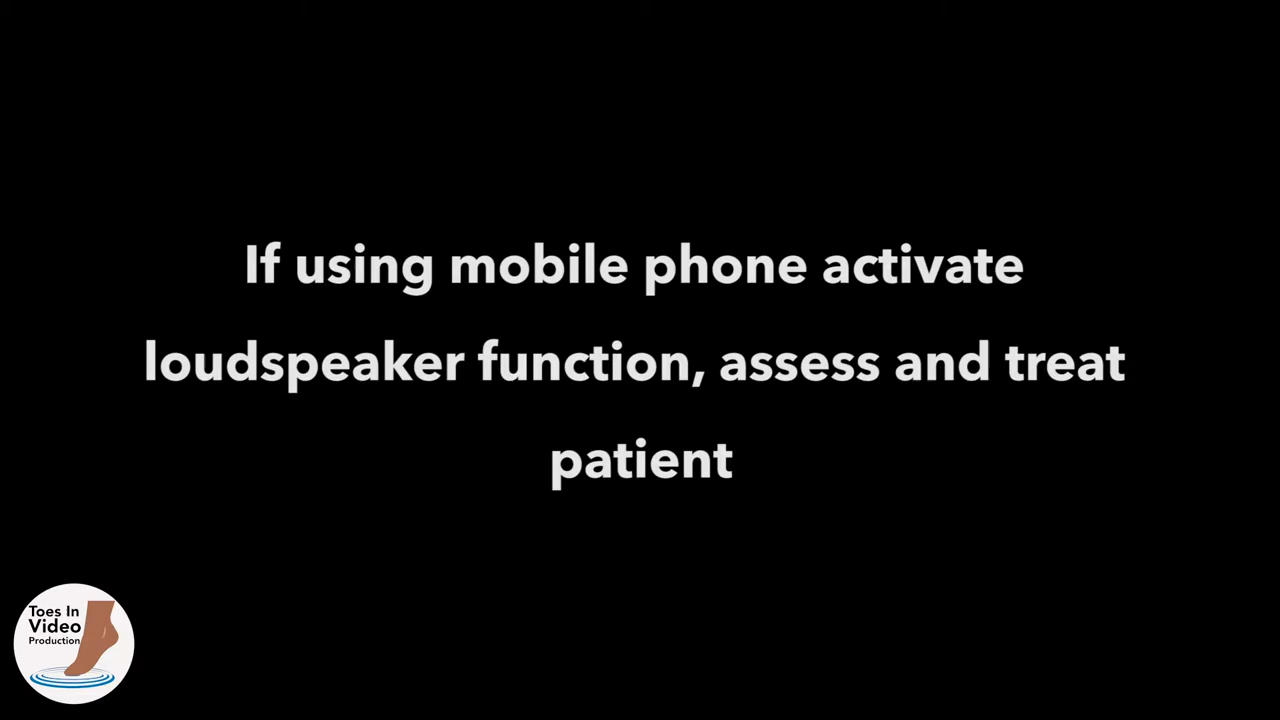 If using mobile phone activate
loudspeaker function, assess and treat
patient
Toes In
Video
Production